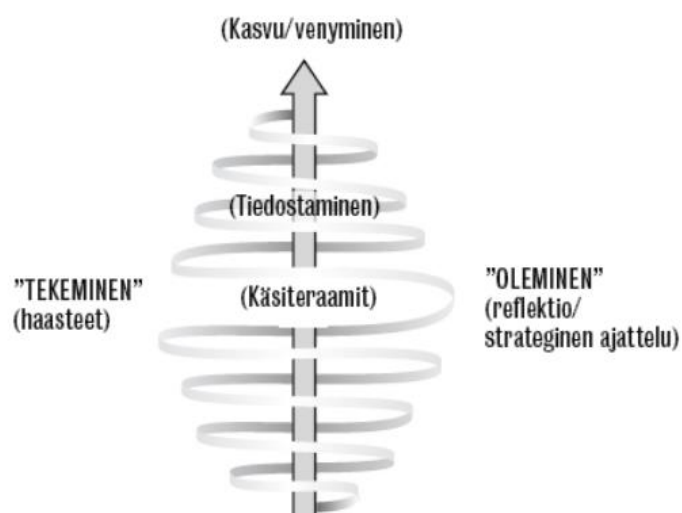 (Kasvu/venyminen)
(Tiedostaminen)
"TEKEMINEN"
(haasteet)
(Käsiteraamit)
"OLEMINEN"
(reflektio/
strateginen ajattelu)